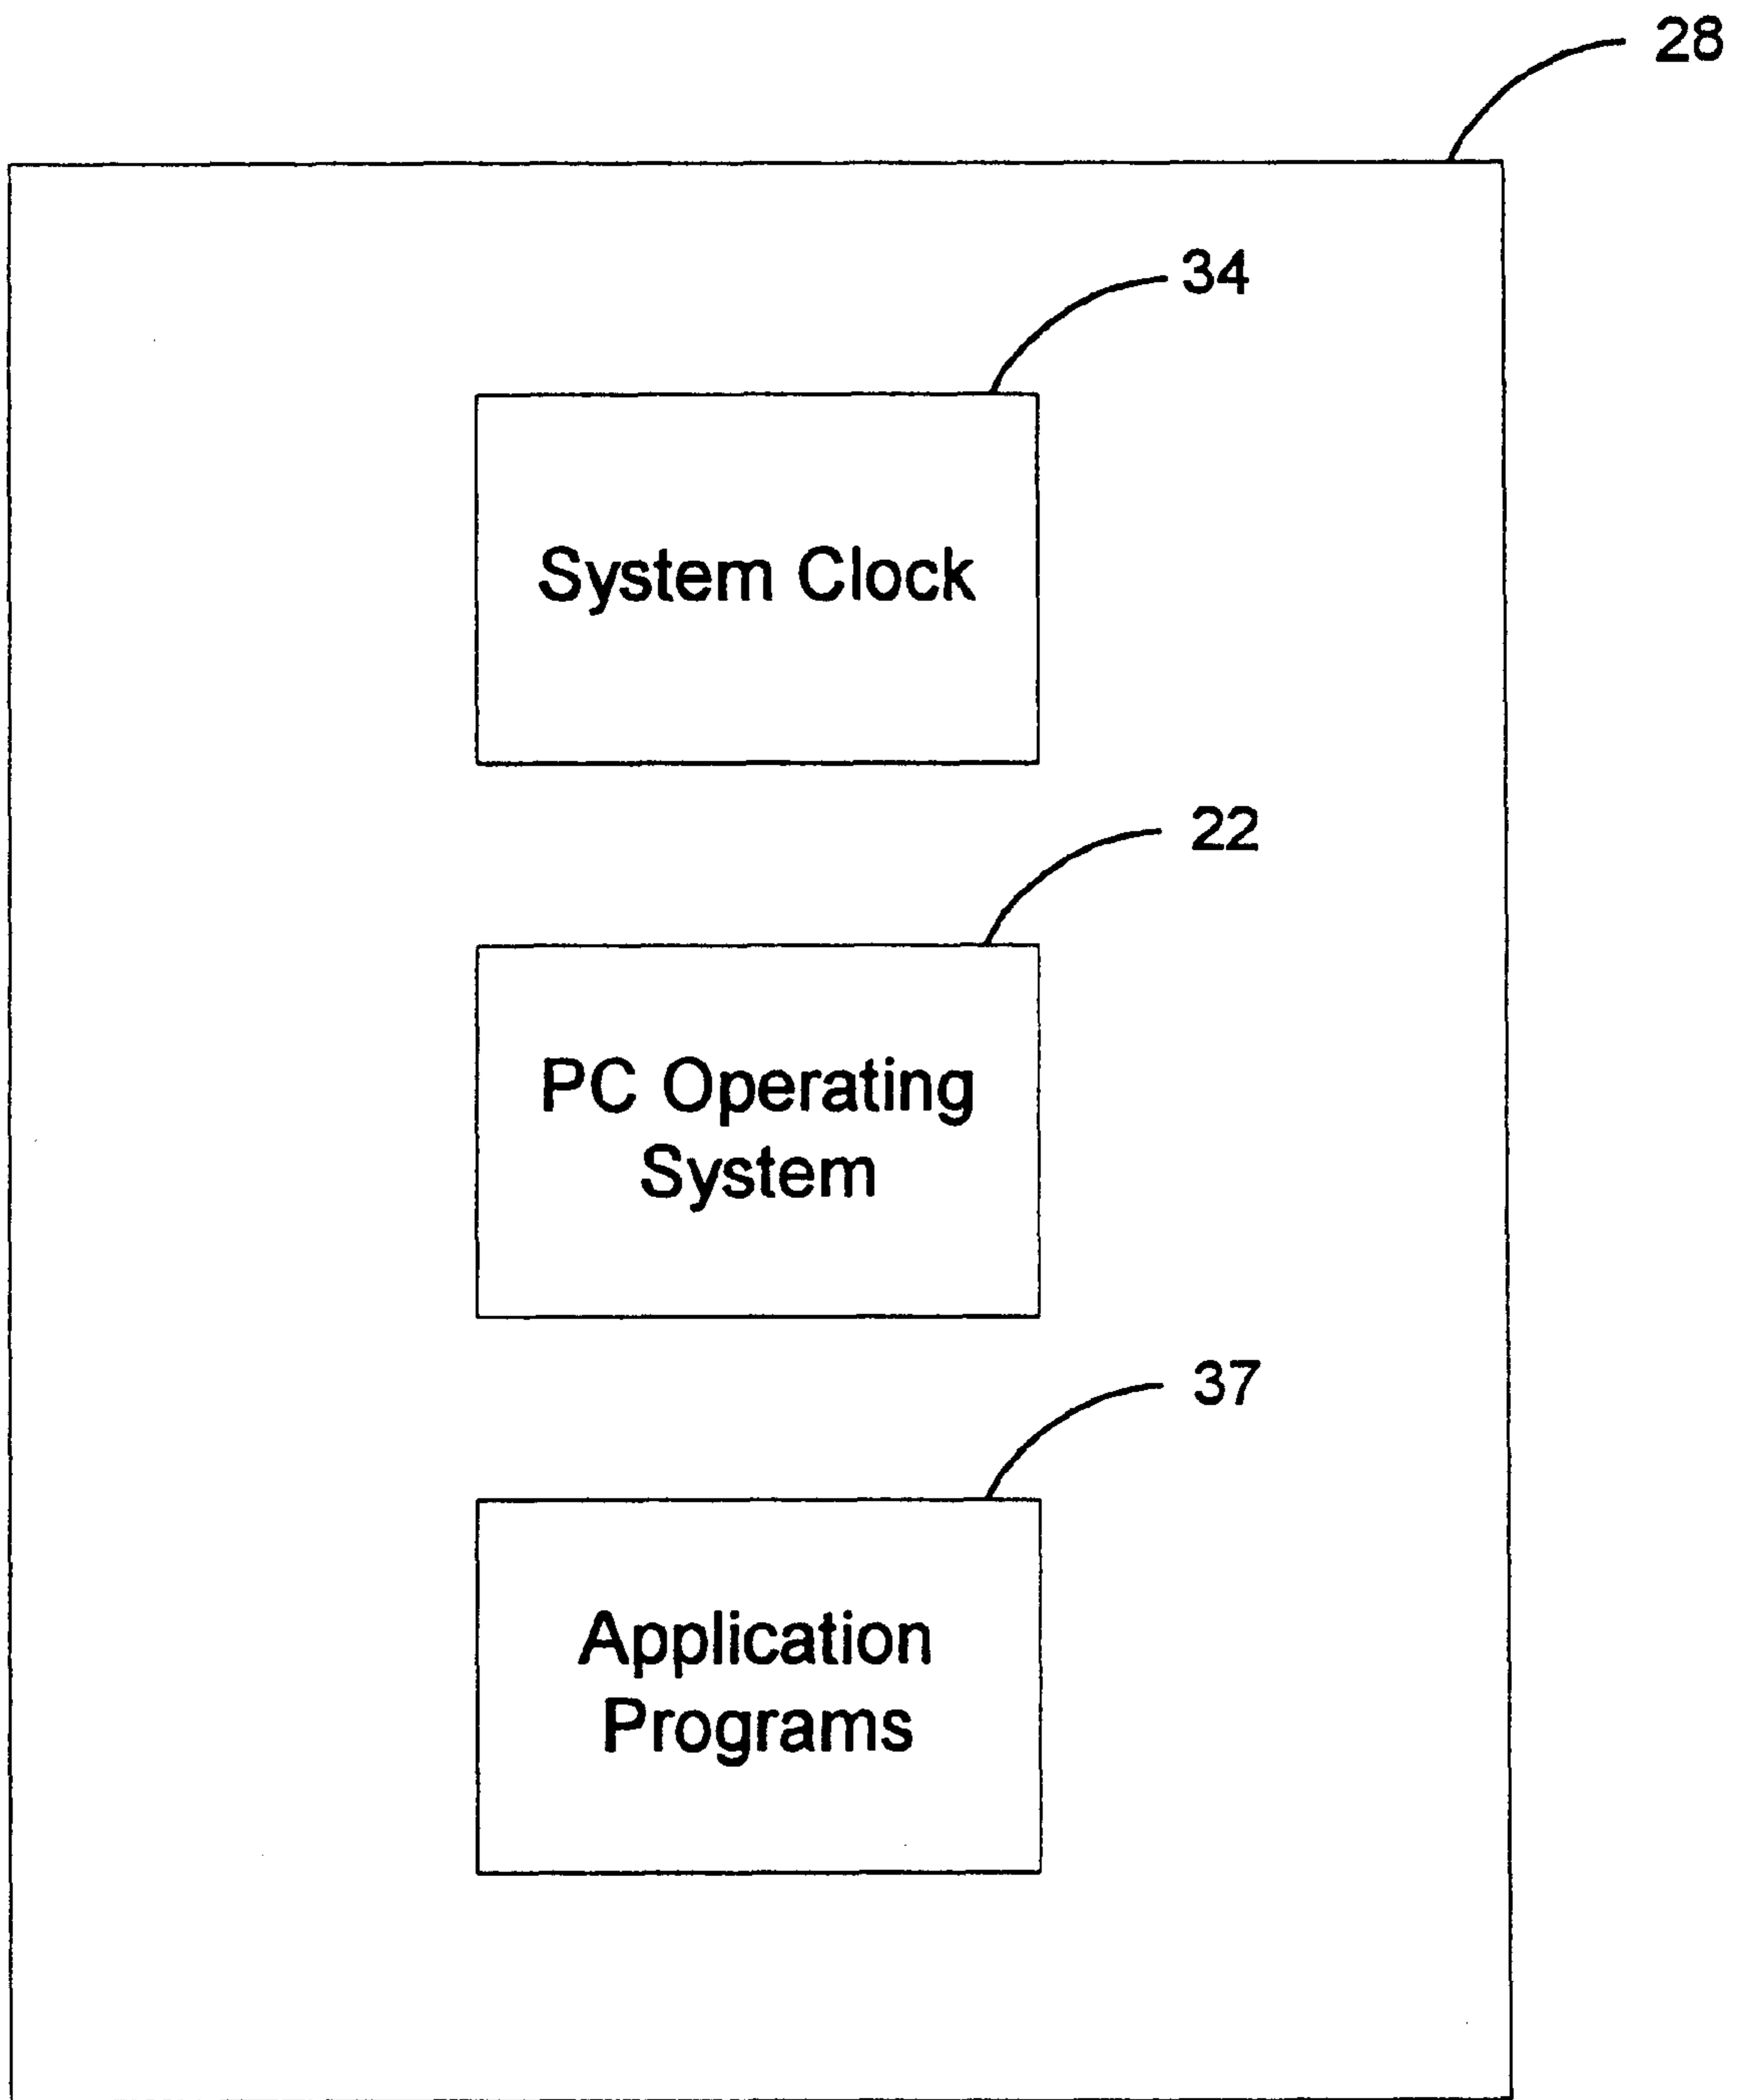 28
34
System Clock
22
PC Operating
System
37
Application
Programs